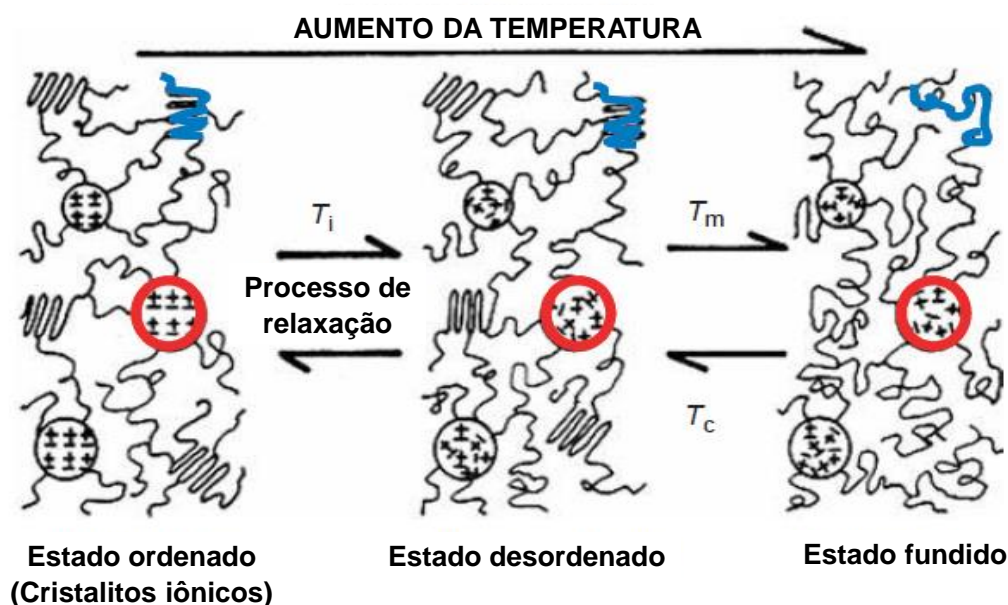 AUMENTO DA TEMPERATURA
Ti
Tm
Processo de
relaxação
Tc
Estado ordenado
(Cristalitos iônicos)
Estado desordenado
Estado fundido